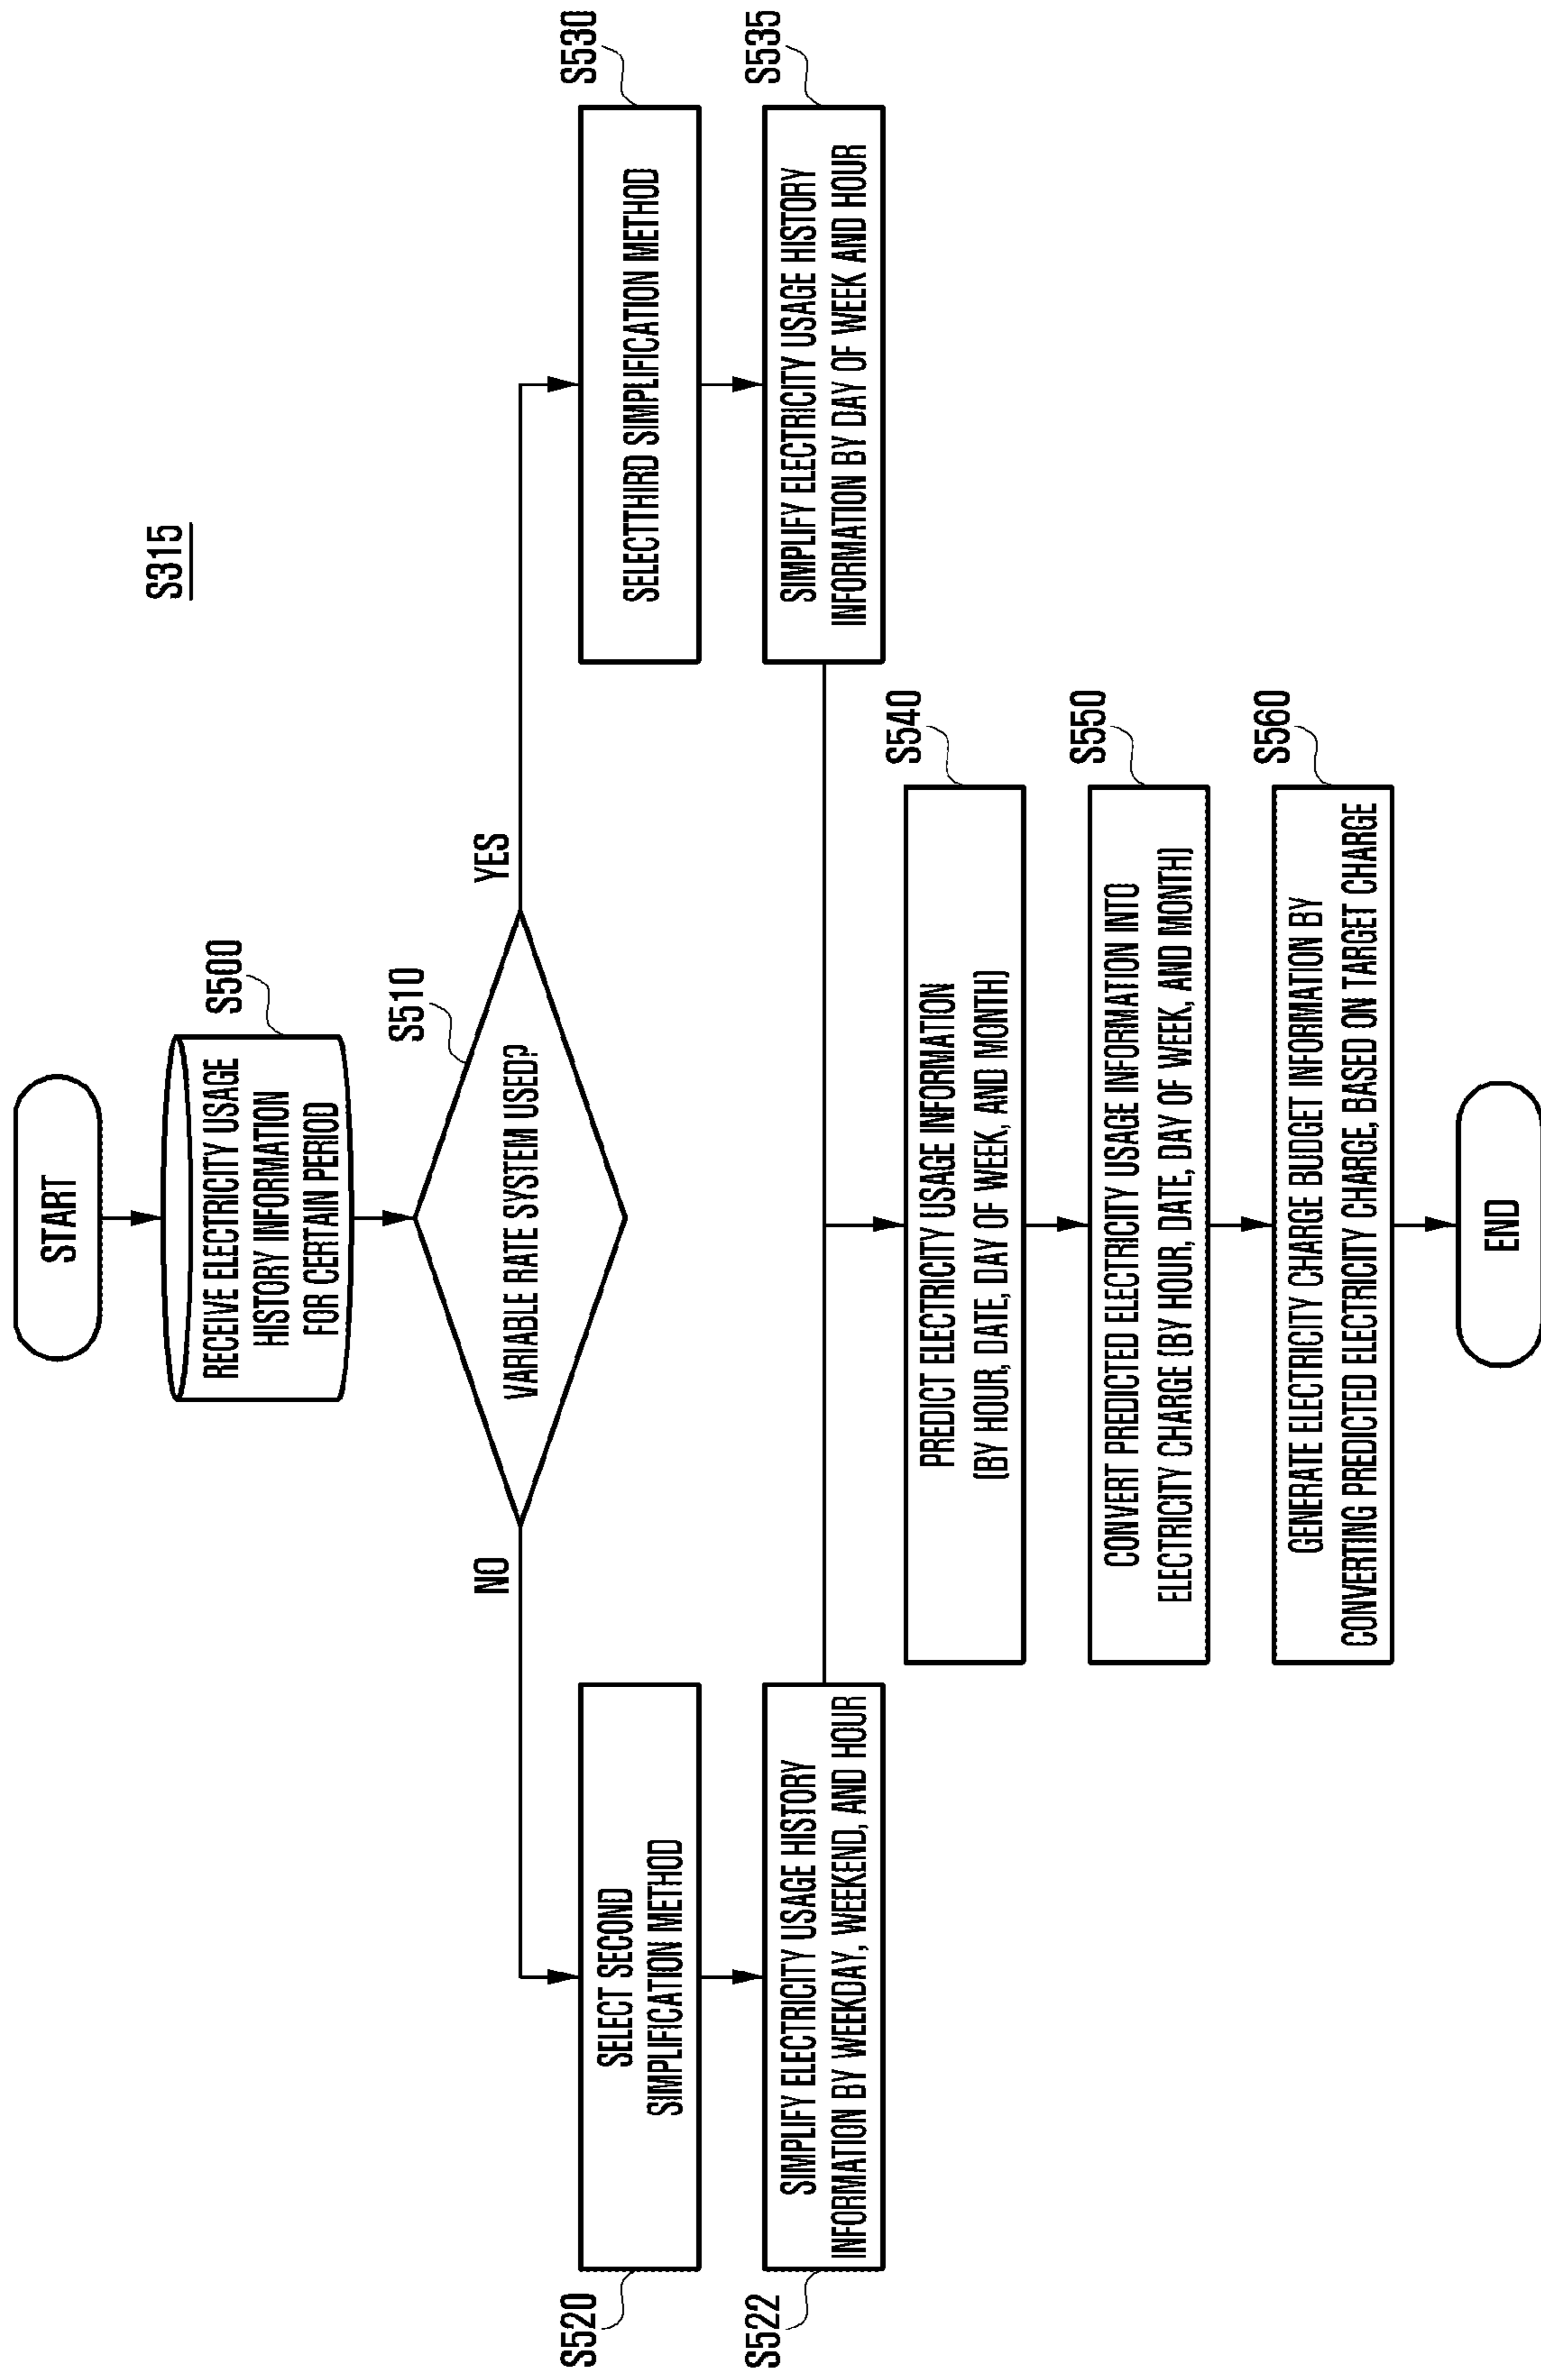 S315
START
S500
RECEIVE ELECTRICITY USAGE
HISTORY INFORMATION
FOR CERTAIN PERIOD
S510
VARIABLE RATE SYSTEM USED?
NO
YES
S520
SELECT SECOND
SIMPLIFICATION METHOD
S530
SELECTTHIRD SIMPLIFICATION METHOD
S522
SIMPLIFY ELECTRICITY USAGE HISTORY
INFORMATION BY WEEKDAY, WEEKEND, AND HOUR
S535
SIMPLIFY ELECTRICITY USAGE HISTORY
INFORMATION BY DAY OF WEEK AND HOUR
S540
PREDICT ELECTRICITY USAGE INFORMATION
(BY HOUR, DATE, DAY OF WEEK, AND MONTH)
S550
CONVERT PREDICTED ELECTRICITY USAGE INFORMATION INTO
ELECTRICITY CHARGE (BY HOUR, DATE, DAY OF WEEK, AND MONTH)
S560
GENERATE ELECTRICITY CHARGE BUDGET INFORMATION BY
CONVERTING PREDICTED ELECTRICITY CHARGE, BASED ON TARGET CHARGE
END